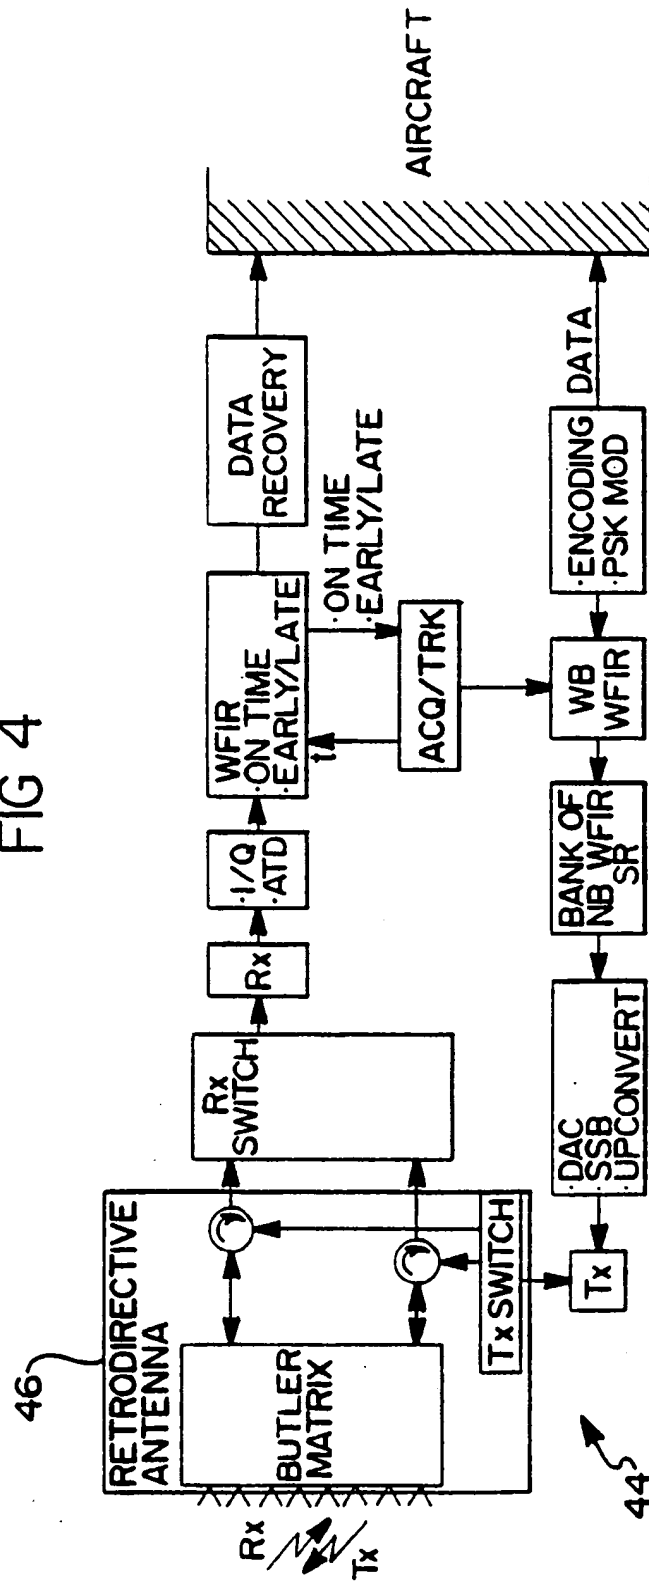 FIG 4
46
RETRODIRECTIVE
ANTENNA
BUTLER
MATRIX
Rx
Tx
Tx SWITCH
Rx
SWITCH
Rx
·I/Q
·ATD
WFIR
·ON TIME
·EARLY/LATE
t
·ON TIME
EARLY/LATE
DATA
RECOVERY
ACQ/TRK
AIRCRAFT
Tx
·DAC
SSB
UPCONVERT
BANK OF
NB WFIR
SR
WB
WFIR
·ENCODING
·PSK MOD
DATA
44